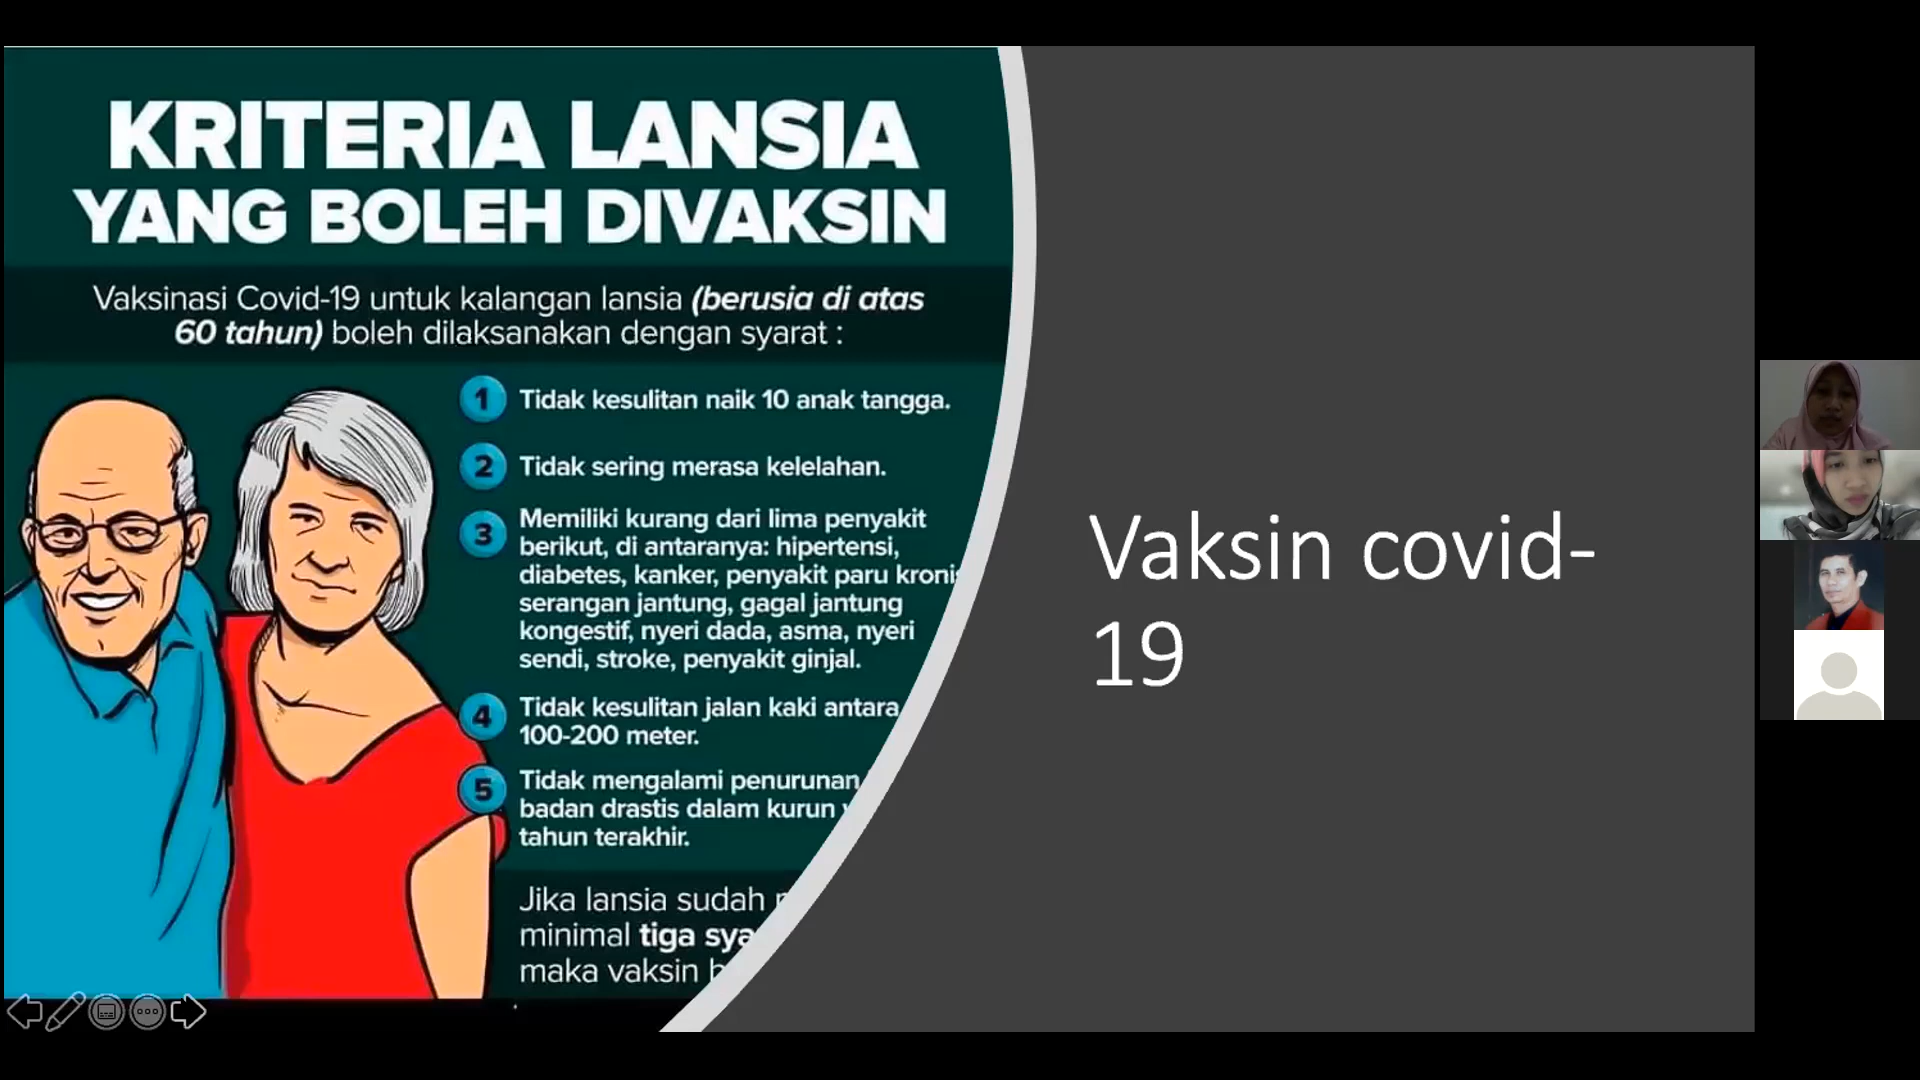 KRITERIA LANSIA
YANG BOLEH DIVAKSIN
Vaksinasi Covid-19 untuk kalangan lansia (berusia di atas
60 tahun) boleh dilaksanakan dengan syarat :
1 Tidak kesulitan naik 10 anak tangga.
2 Tidak sering merasa kelelahan.
3 Memiliki kurang dari lima penyakit
berikut, di antaranya: hipertensi,
diabetes, kanker, penyakit paru kronis
serangan jantung, gagal jantung
kongestif, nyeri dada, asma, nyeri
sendi, stroke, penyakit ginjal.
4 Tidak kesulitan jalan kaki antara
100-200 meter.
5 Tidak mengalami penurunan
badan drastis dalam kurun
tahun terakhir.
Jika lansia sudah
minimal tiga
maka vaksin
Vaksin covid-
19